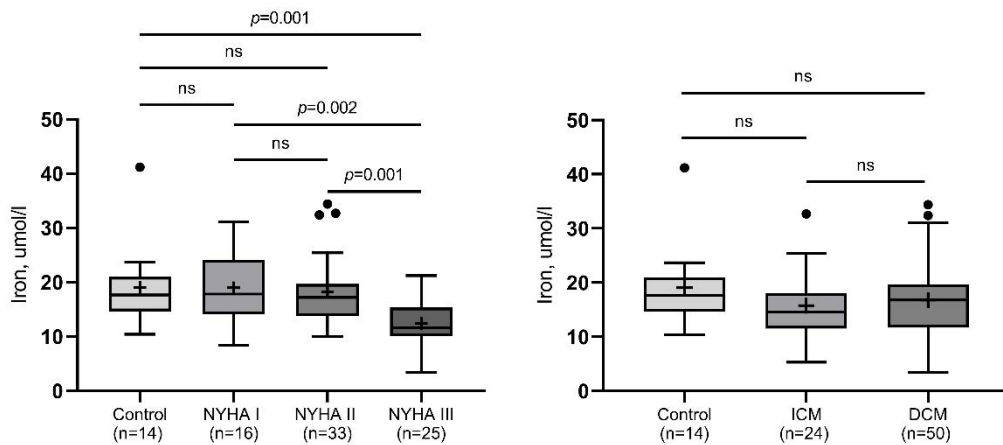 p=0.001
ns
ns
p=0.002
ns
p=0.001
Iron, umol/l
50
40
30
20
10
0
Control NYHA I NYHA II NYHA III
(n=14) (n=16) (n=33) (n=25)
ns
ns
ns
Iron, umol/l
50
40
30
20
10
0
Control ICM DCM
(n=14) (n=24) (n=50)